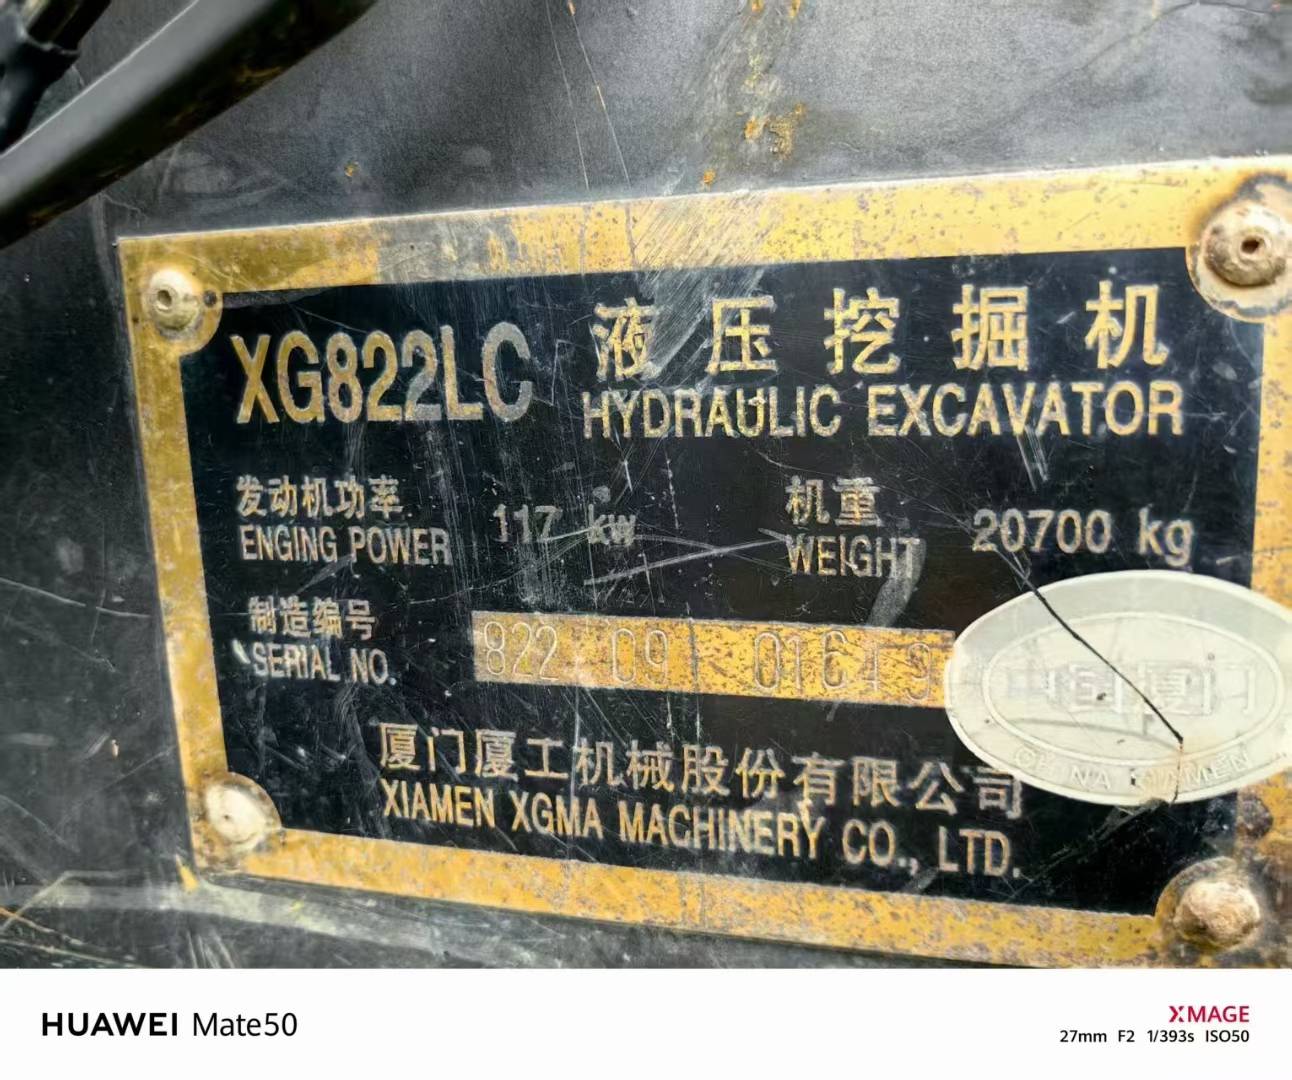 XG822LC 液压挖掘机
HYDRAULIC EXCAVATOR
发动机功率
ENGING POWER 117 kw
机重
WEIGHT 20700 kg
制造编号
SERIAL NO. 822 09 01649
厦门厦工机械股份有限公司
XIAMEN XGMA MACHINERY CO., LTD.
中国厦门
CHINA XIAMEN
HUAWEI Mate50
XMAGE
27mm F2 1/393s ISO50